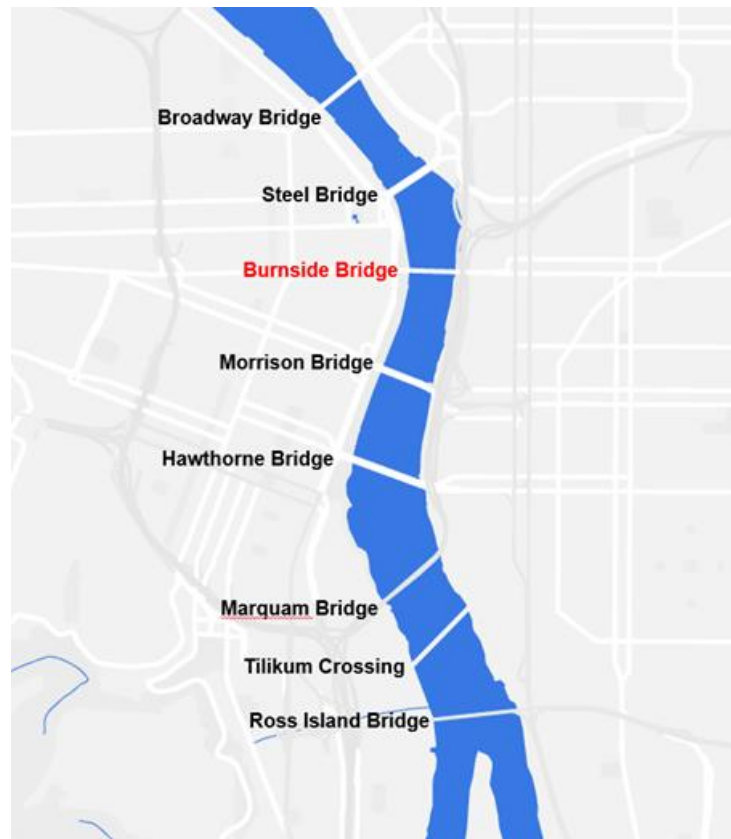 Broadway Bridge
Steel Bridge
Burnside Bridge
Morrison Bridge
Hawthorne Bridge
Marquam Bridge
Tilikum Crossing
Ross Island Bridge